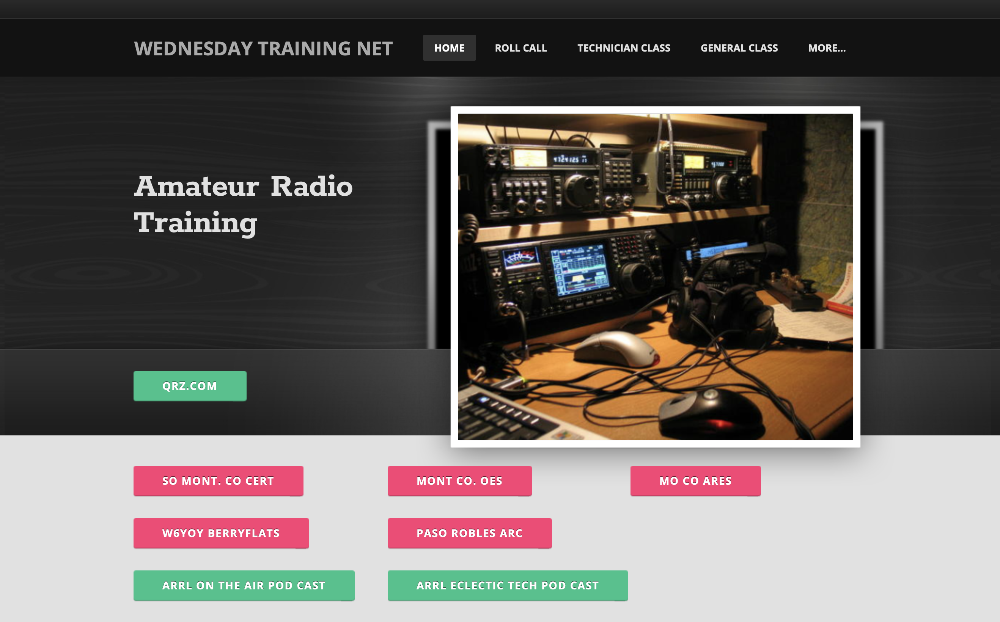 WEDNESDAY TRAINING NET
HOME
ROLL CALL
TECHNICIAN CLASS
GENERAL CLASS
MORE...
Amateur Radio
Training
QRZ.COM
SO MONT. CO CERT
MONT CO. OES
MO CO ARES
W6YOY BERRYFLATS
PASO ROBLES ARC
ARRL ON THE AIR POD CAST
ARRL ECLECTIC TECH POD CAST